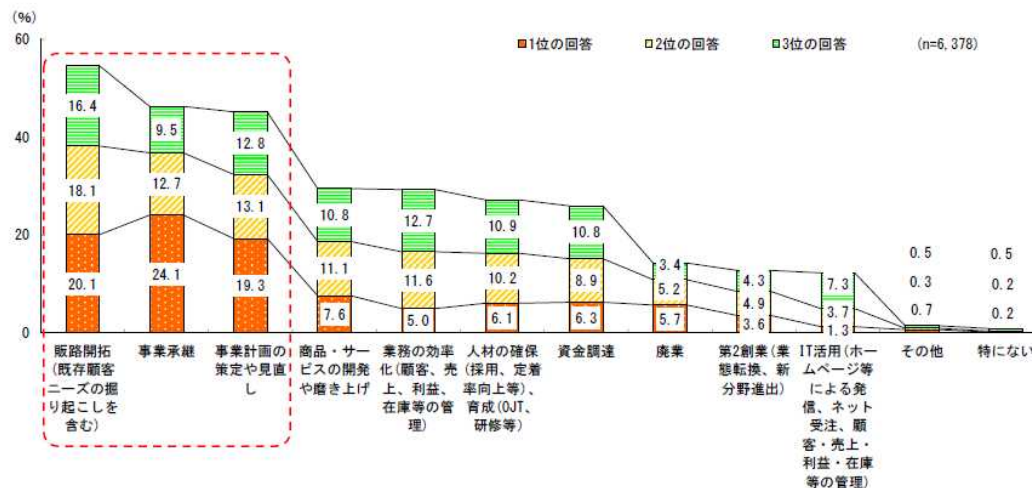 (%)
60
40
20
0
1位の回答 2位の回答 3位の回答 (n=6,378)
16.4
18.1
20.1
9.5
12.7
24.1
12.8
13.1
19.3
10.8
11.1
7.6
12.7
11.6
5.0
10.9
10.2
6.1
10.8
8.9
6.3
3.4
5.2
5.7
4.3
4.9
3.6
7.3
3.7
1.3
0.5
0.3
0.7
0.5
0.2
0.2
販路開拓
(既存顧客
ニーズの掘
り起こしを
含む)
事業承継
事業計画の
策定や見直
し
商品・サー
ビスの開発
や磨き上げ
業務の効率
化(顧客、売
上、利益、
在庫等の管
理)
人材の確保
(採用、定着
率向上等)、
育成(OJT、
研修等)
資金調達
廃業
第2創業(業
態転換、新
分野進出)
IT活用(ホー
ムページ等
による発
信、ネット
受注、顧
客・売上・
利益・在庫
等の管理)
その他
特にない